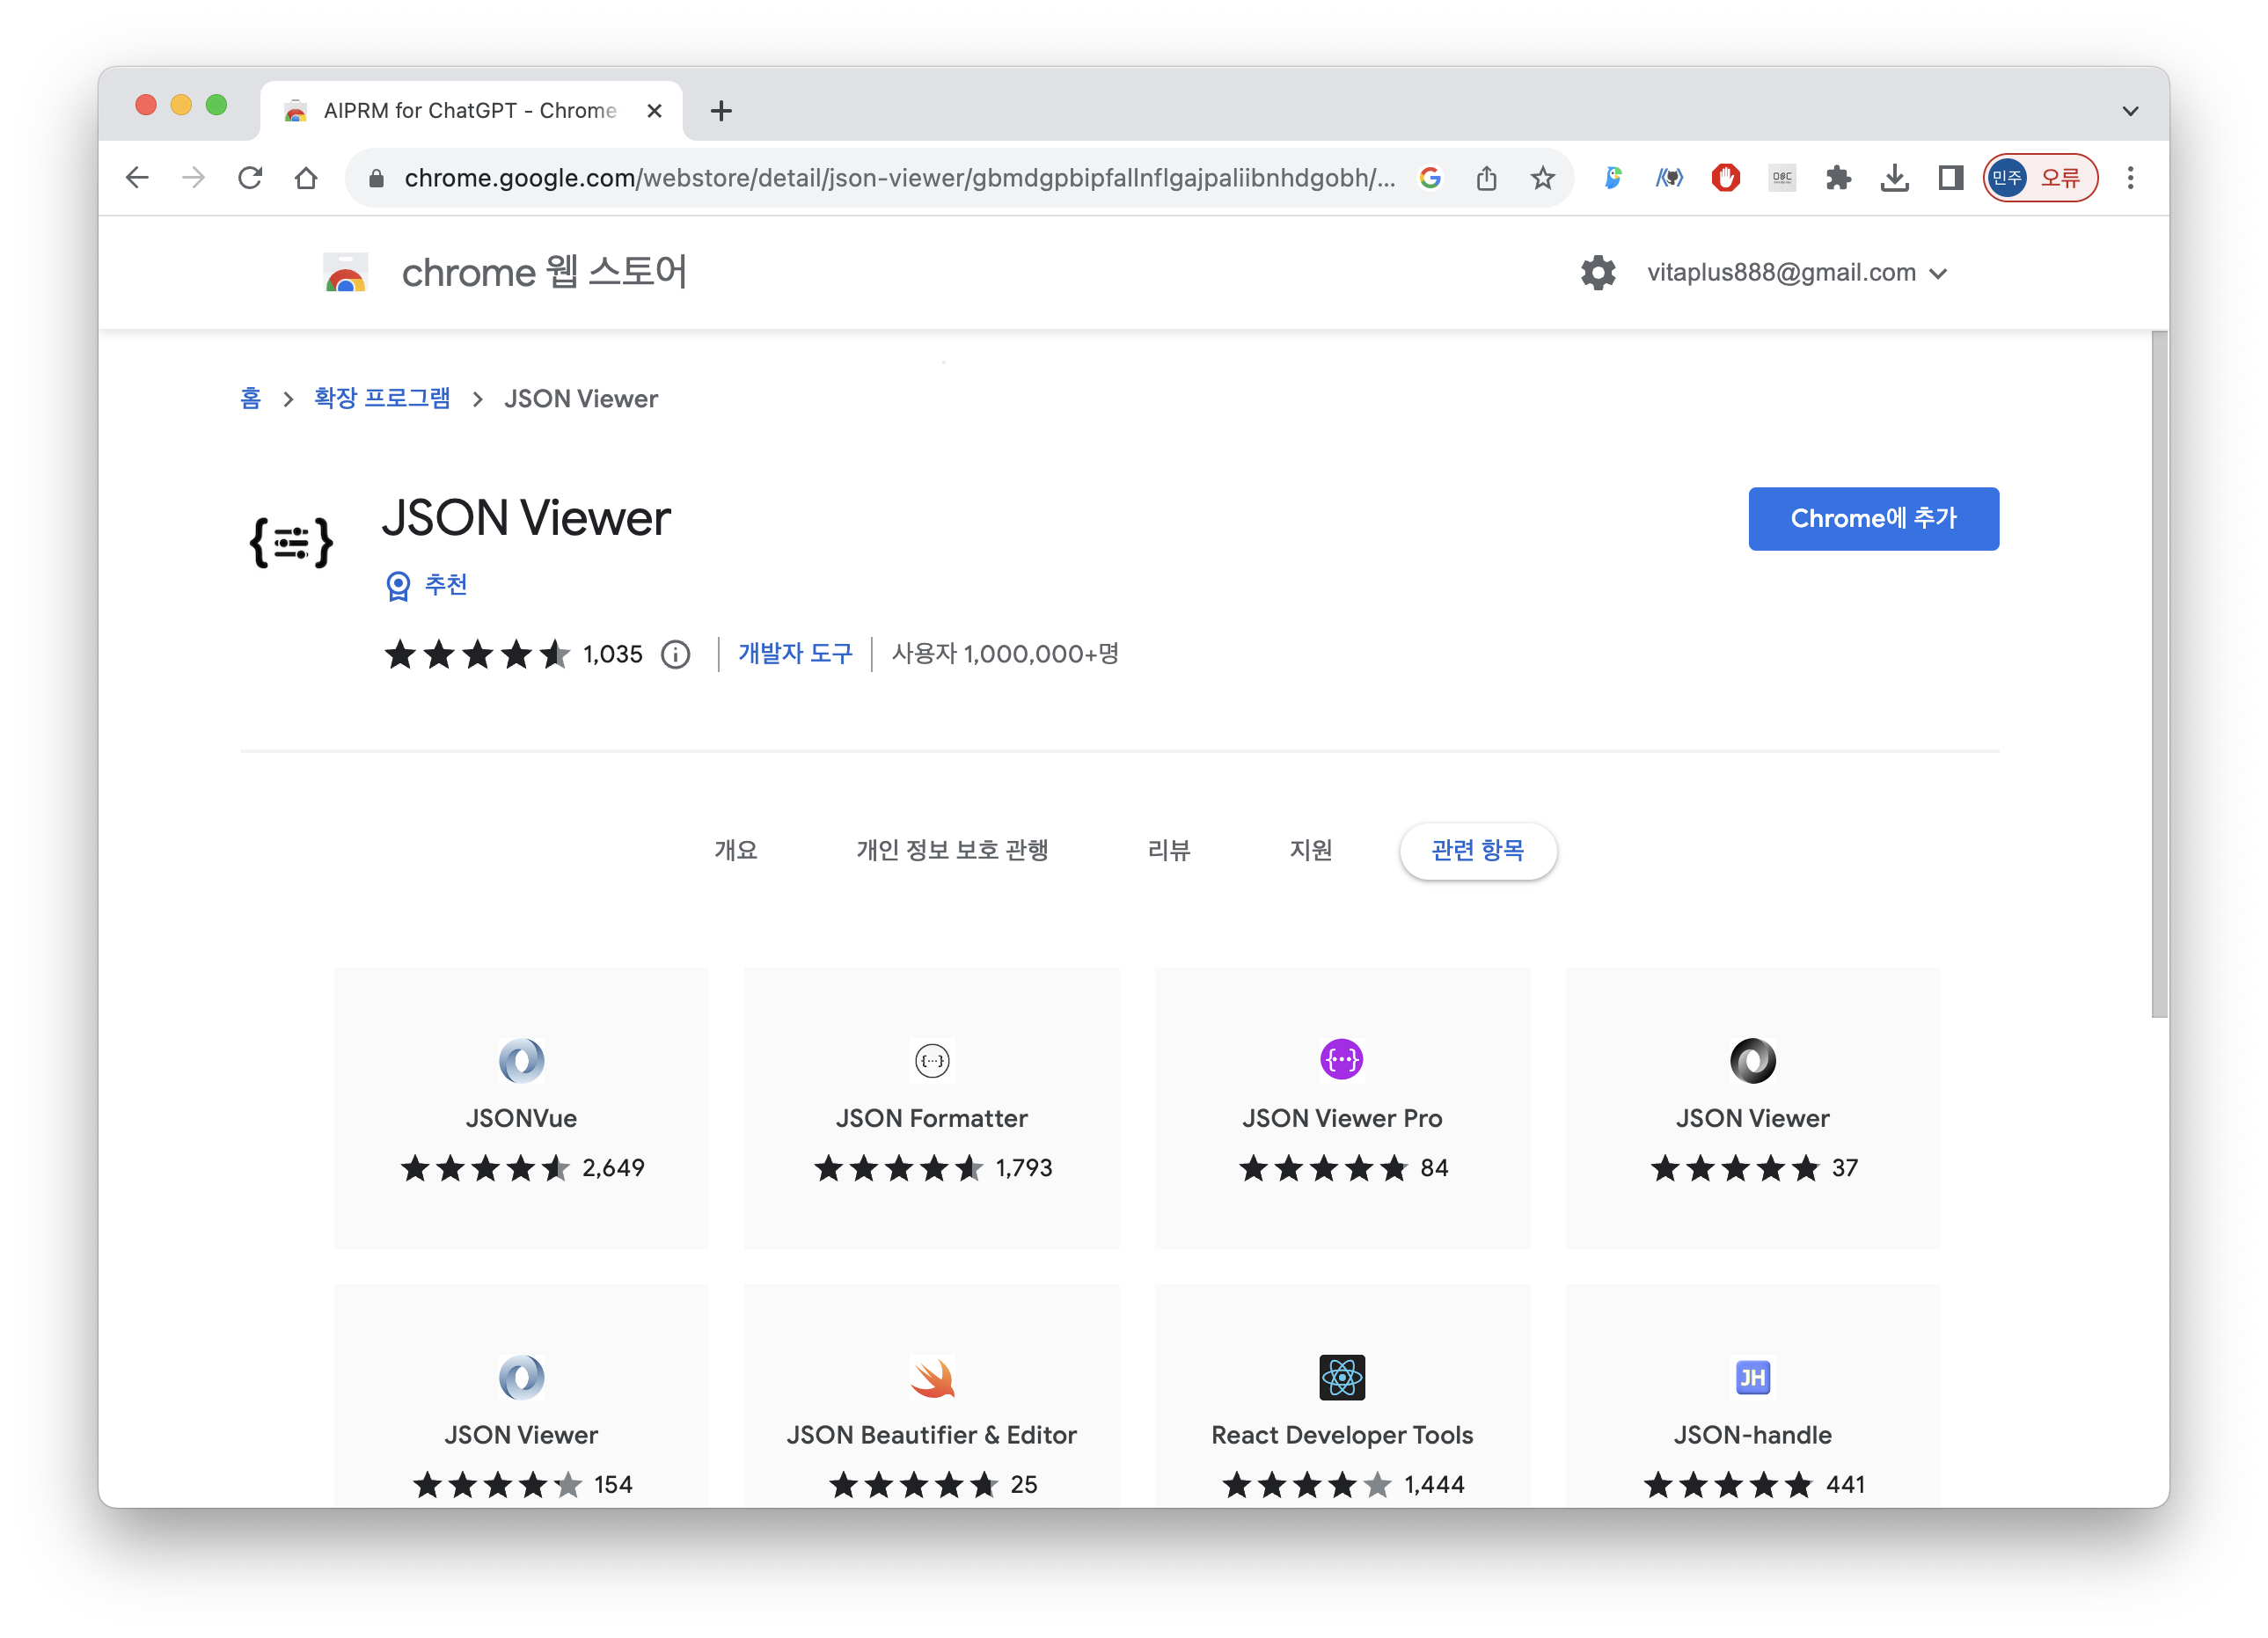 AIPRM for ChatGPT - Chrome
chrome.google.com/webstore/detail/json-viewer/gbmdgpbipfallnflgajpaliibnhdgobh/...
민주 오류
chrome 웹 스토어
vitaplus888@gmail.com
홈 > 확장 프로그램 > JSON Viewer
JSON Viewer
Chrome에 추가
추천
1,035 개발자 도구 사용자 1,000,000+명
개요 개인 정보 보호 관행 리뷰 지원 관련 항목
JSONVue JSON Formatter JSON Viewer Pro JSON Viewer
2,649 1,793 84 37
JH
JSON Viewer JSON Beautifier & Editor React Developer Tools JSON-handle
154 25 1,444 441